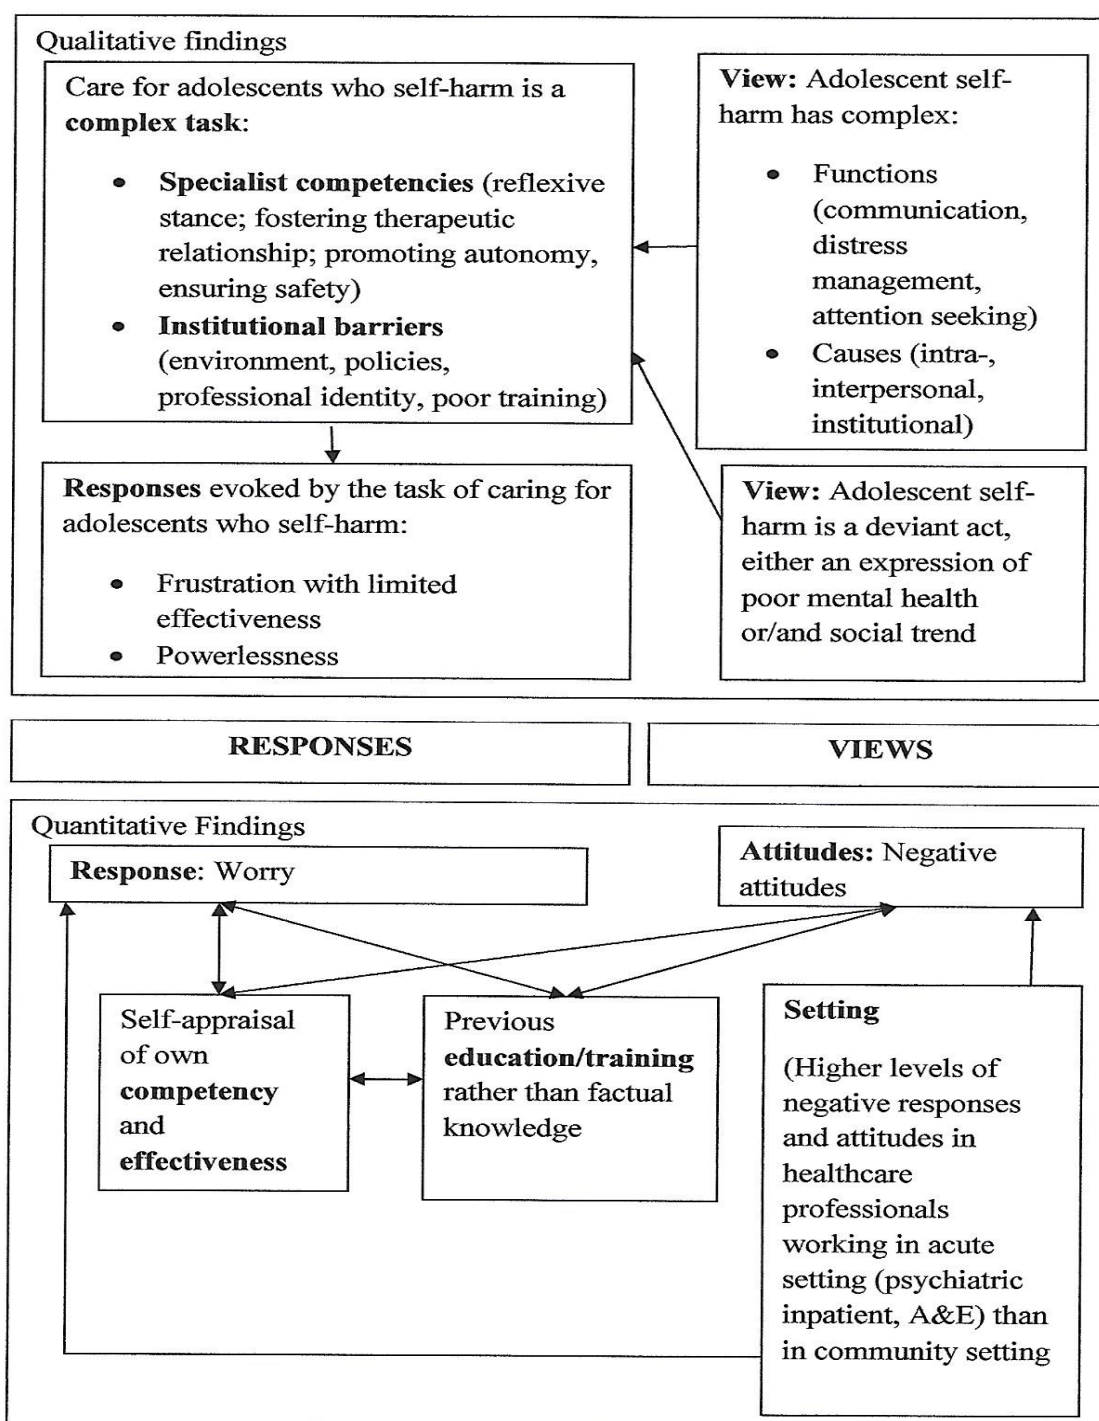 Qualitative findings
Care for adolescents who self-harm is a
complex task:
• Specialist competencies (reflexive
stance; fostering therapeutic
relationship; promoting autonomy,
ensuring safety)
• Institutional barriers
(environment, policies,
professional identity, poor training)
View: Adolescent self-
harm has complex:
• Functions
(communication,
distress
management,
attention seeking)
• Causes (intra-,
interpersonal,
institutional)
Responses evoked by the task of caring for
adolescents who self-harm:
• Frustration with limited
effectiveness
• Powerlessness
View: Adolescent self-
harm is a deviant act,
either an expression of
poor mental health
or/and social trend
RESPONSES
VIEWS
Quantitative Findings
Response: Worry
Attitudes: Negative
attitudes
Self-appraisal
of own
competency
and
effectiveness
Previous
education/training
rather than factual
knowledge
Setting
(Higher levels of
negative responses
and attitudes in
healthcare
professionals
working in acute
setting (psychiatric
inpatient, A&E) than
in community setting